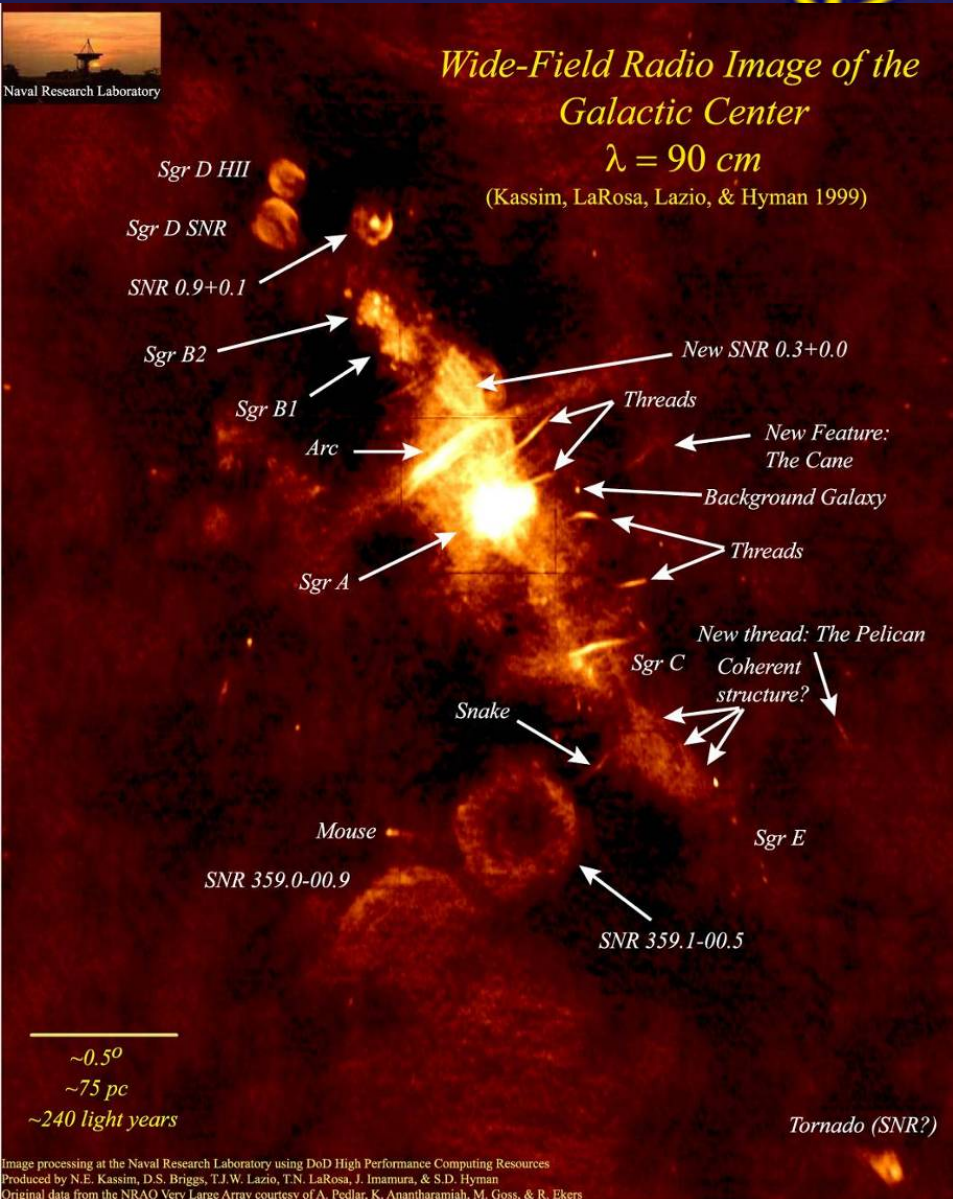 Naval Research Laboratory
Wide-Field Radio Image of the
Galactic Center
λ = 90 cm
(Kassim, LaRosa, Lazio, & Hyman 1999)
Sgr D HII
Sgr D SNR
SNR 0.9+0.1
Sgr B2
Sgr B1
New SNR 0.3+0.0
Threads
New Feature:
The Cane
Arc
Background Galaxy
Threads
Sgr A
New thread: The Pelican
Sgr C
Coherent
structure?
Snake
Mouse
Sgr E
SNR 359.0-00.9
SNR 359.1-00.5
~0.5º
~75 pc
~240 light years
Tornado (SNR?)
Image processing at the Naval Research Laboratory using DoD High Performance Computing Resources
Produced by N.E. Kassim, D.S. Briggs, T.J.W. Lazio, T.N. LaRosa, J. Imamura, & S.D. Hyman
Original data from the NRAO Very Large Array courtesy of A. Pedlar, K. Anantharamiah, M. Goss, & R. Ekers